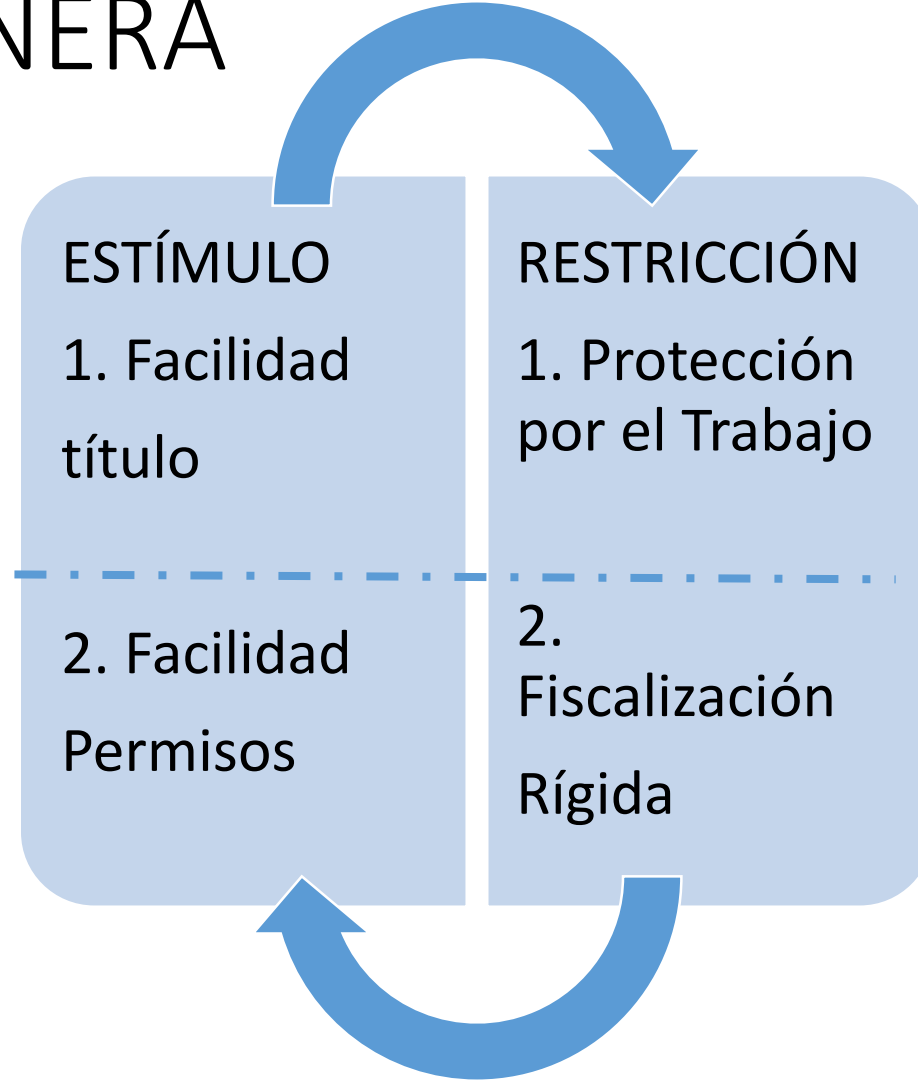 NERA
ESTÍMULO
1. Facilidad
título
2. Facilidad
Permisos
RESTRICCIÓN
1. Protección
por el Trabajo
2.
Fiscalización
Rígida